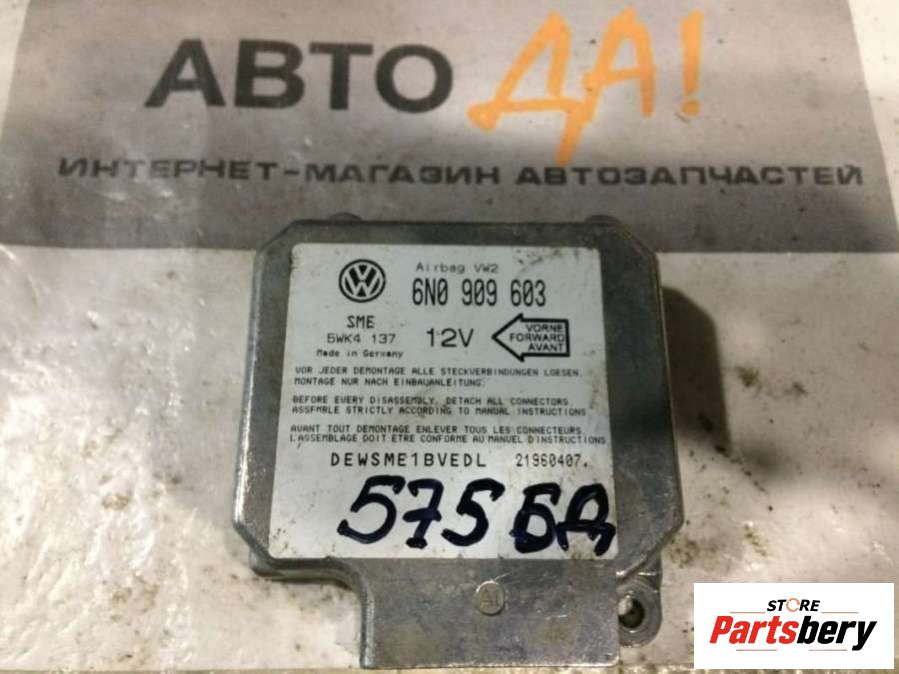 АВТО ДА!
ИНТЕРНЕТ-МАГАЗИН АВТОЗАПЧАСТЕЙ
Airbag VW2
6N0 909 603
SME
5WK4 137
Made in Germany
12V
VORNE
FORWARD
AVANT
VOR JEDER DEMONTAGE ALLE STECKVERBINDUNGEN LOESEN.
MONTAGE NUR NACH EINBAUANLEITUNG.
BEFORE EVERY DISASSEMBLY, DETACH ALL CONNECTORS
ASSEMBLE STRICTLY ACCORDING TO MANUAL INSTRUCTIONS
AVANT TOUT DEMONTAGE ENLEVER TOUS LES CONNECTEURS
L'ASSEMBLAGE DOIT ETRE CONFORME AU MANUEL D'INSTRUCTIONS
DEWSME1BVEDL 21960407.
575 БД
STORE
Partsbery